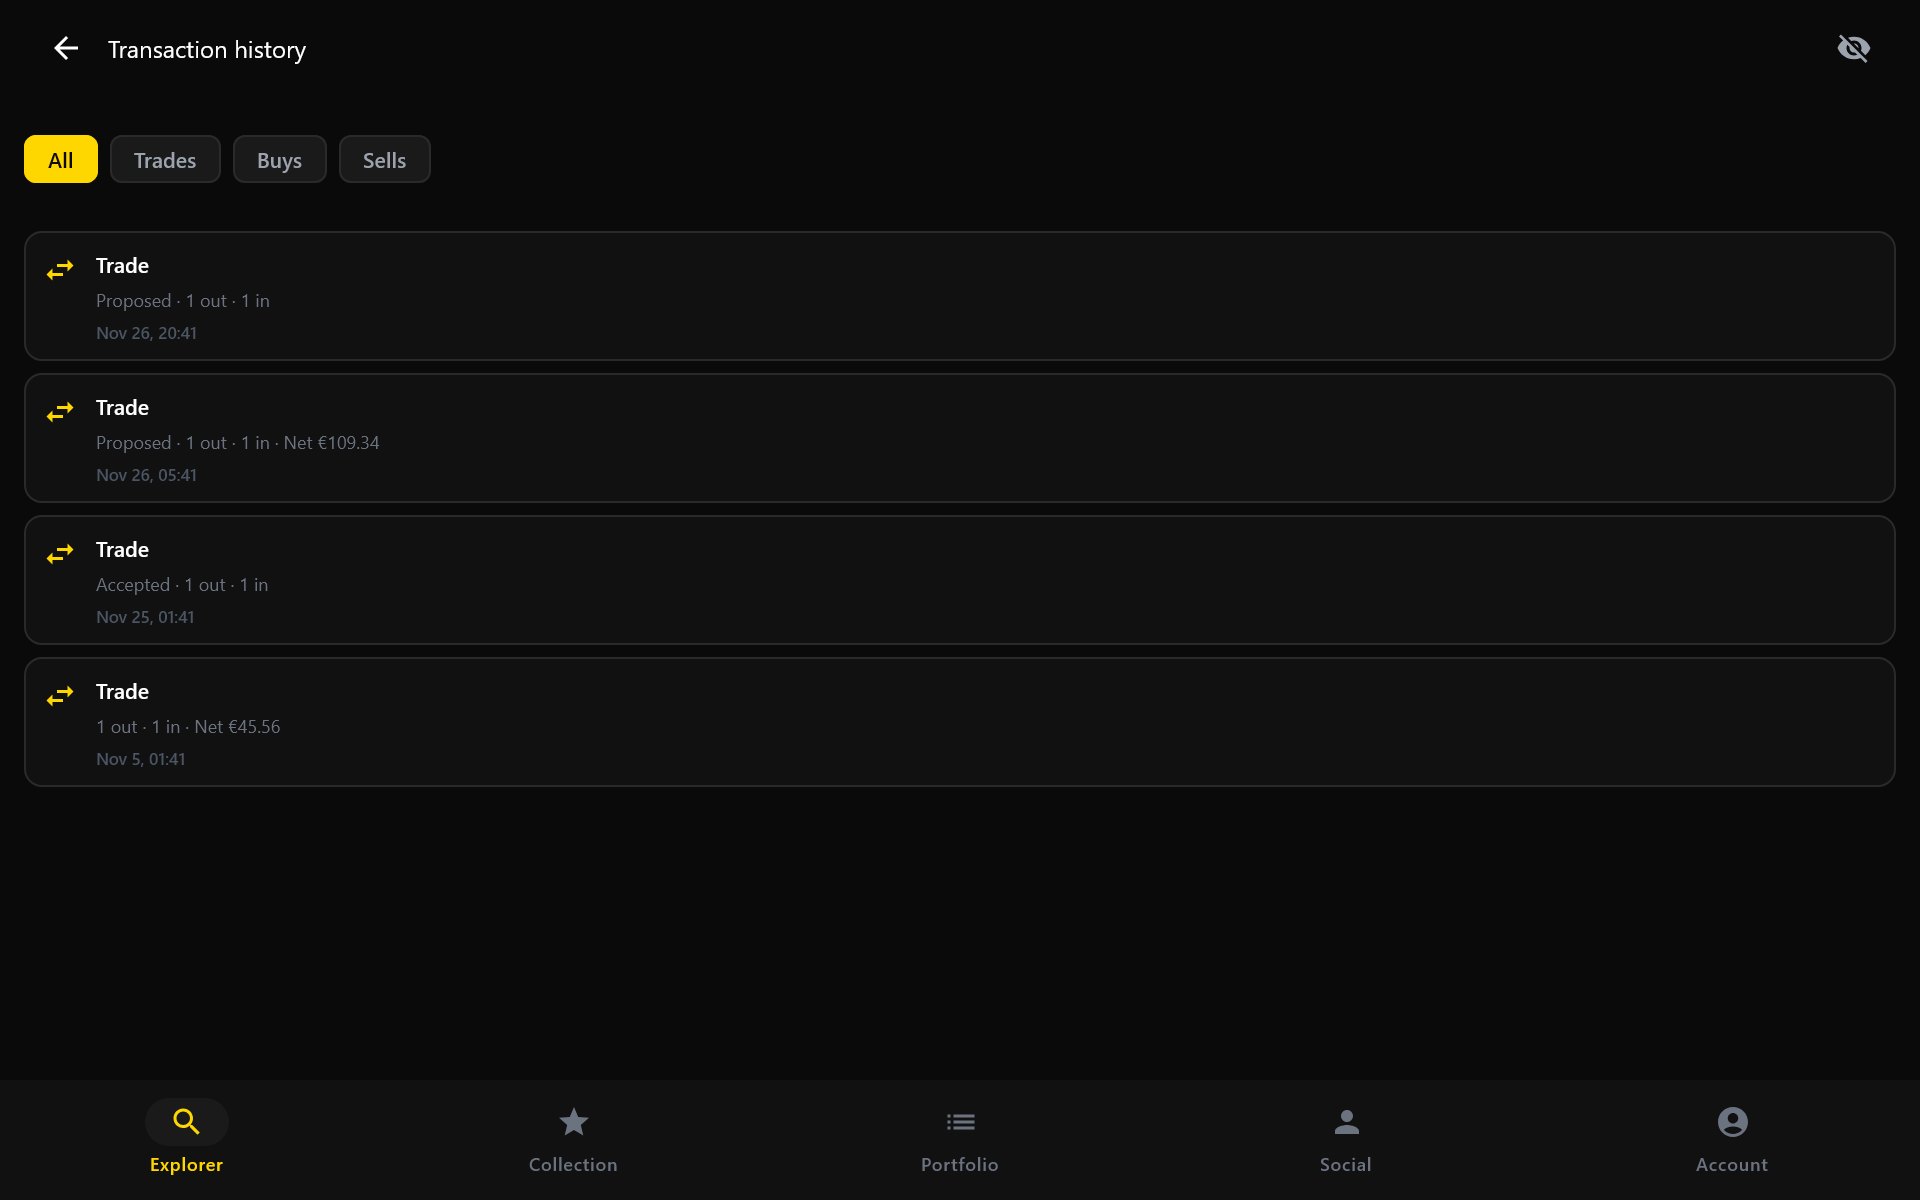 Transaction history
All
Trades
Buys
Sells
Trade
Proposed · 1 out · 1 in
Nov 26, 20:41
Trade
Proposed · 1 out · 1 in · Net €109.34
Nov 26, 05:41
Trade
Accepted · 1 out · 1 in
Nov 25, 01:41
Trade
1 out · 1 in · Net €45.56
Nov 5, 01:41
Explorer
Collection
Portfolio
Social
Account